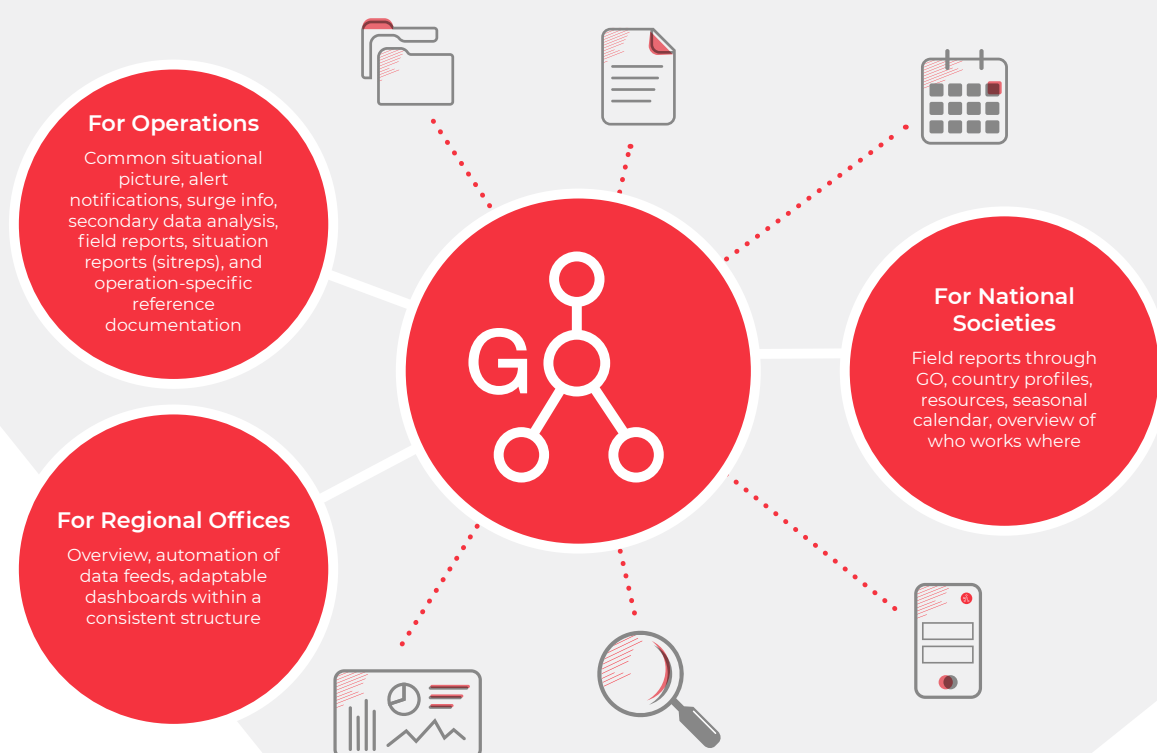 For Operations
Common situational
picture, alert
notifications, surge info,
secondary data analysis,
field reports, situation
reports (sitreps), and
operation-specific
reference
documentation
GO
For National
Societies
Field reports through
GO, country profiles,
resources, seasonal
calendar, overview of
who works where
For Regional Offices
Overview, automation of
data feeds, adaptable
dashboards within a
consistent structure